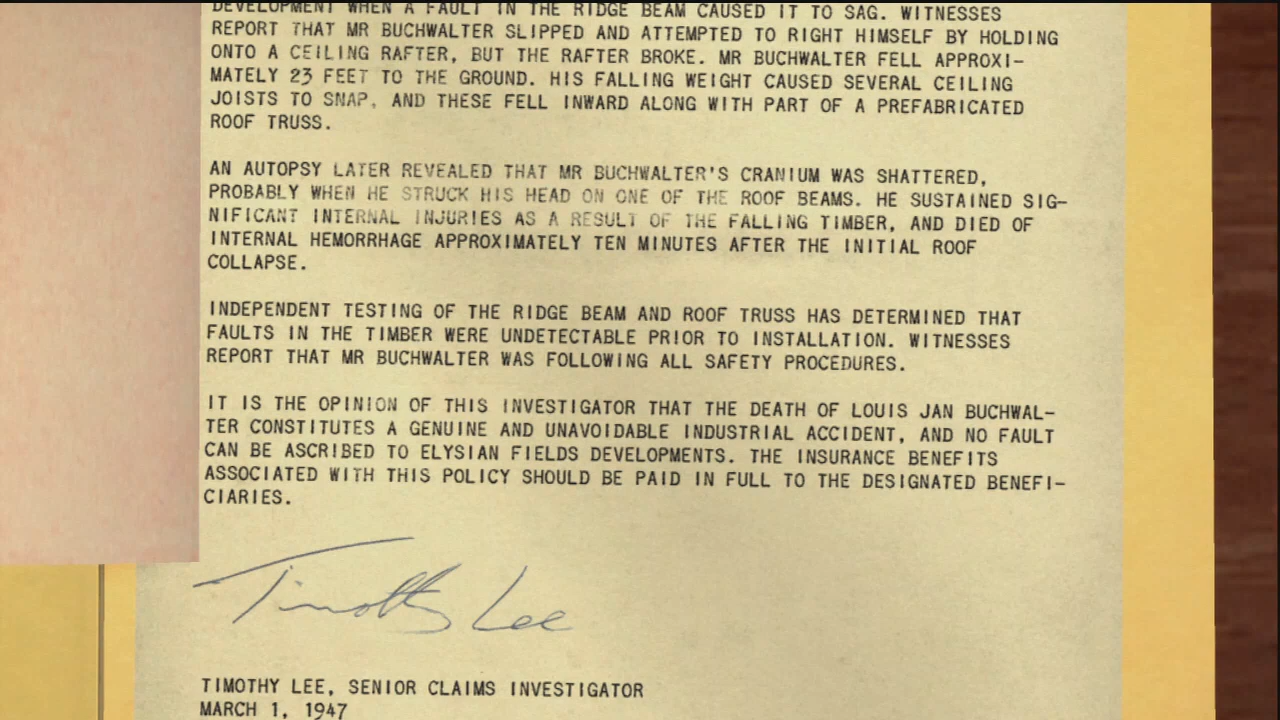 DEVELOPMENT WHEN A FAULT IN THE RIDGE BEAM CAUSED IT TO SAG. WITNESSES
REPORT THAT MR BUCHWALTER SLIPPED AND ATTEMPTED TO RIGHT HIMSELF BY HOLDING
ONTO A CEILING RAFTER, BUT THE RAFTER BROKE. MR BUCHWALTER FELL APPROXI-
MATELY 23 FEET TO THE GROUND. HIS FALLING WEIGHT CAUSED SEVERAL CEILING
JOISTS TO SNAP, AND THESE FELL INWARD ALONG WITH PART OF A PREFABRICATED
ROOF TRUSS.
AN AUTOPSY LATER REVEALED THAT MR BUCHWALTER'S CRANIUM WAS SHATTERED,
PROBABLY WHEN HE STRUCK HIS HEAD ON ONE OF THE ROOF BEAMS. HE SUSTAINED SIG-
NIFICANT INTERNAL INJURIES AS A RESULT OF THE FALLING TIMBER, AND DIED OF
INTERNAL HEMORRHAGE APPROXIMATELY TEN MINUTES AFTER THE INITIAL ROOF
COLLAPSE.
INDEPENDENT TESTING OF THE RIDGE BEAM AND ROOF TRUSS HAS DETERMINED THAT
FAULTS IN THE TIMBER WERE UNDETECTABLE PRIOR TO INSTALLATION. WITNESSES
REPORT THAT MR BUCHWALTER WAS FOLLOWING ALL SAFETY PROCEDURES.
IT IS THE OPINION OF THIS INVESTIGATOR THAT THE DEATH OF LOUIS JAN BUCHWAL-
TER CONSTITUTES A GENUINE AND UNAVOIDABLE INDUSTRIAL ACCIDENT, AND NO FAULT
CAN BE ASCRIBED TO ELYSIAN FIELDS DEVELOPMENTS. THE INSURANCE BENEFITS
ASSOCIATED WITH THIS POLICY SHOULD BE PAID IN FULL TO THE DESIGNATED BENEFI-
CIARIES.
Timothy Lee
TIMOTHY LEE, SENIOR CLAIMS INVESTIGATOR
MARCH 1, 1947